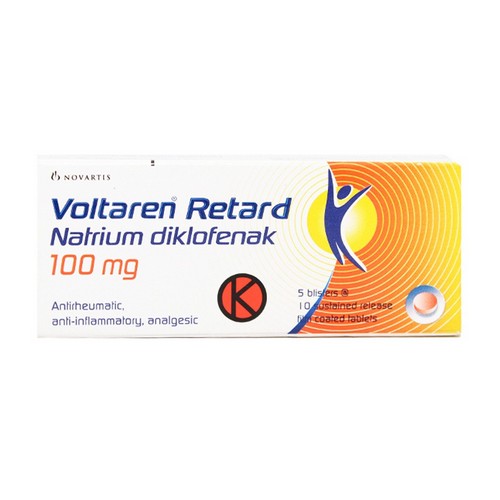 NOVARTIS
Voltaren® Retard
Natrium diklofenak
100 mg
K
Antirheumatic,
anti-inflammatory, analgesic
5 blisters @
10 sustained release
film coated tablets